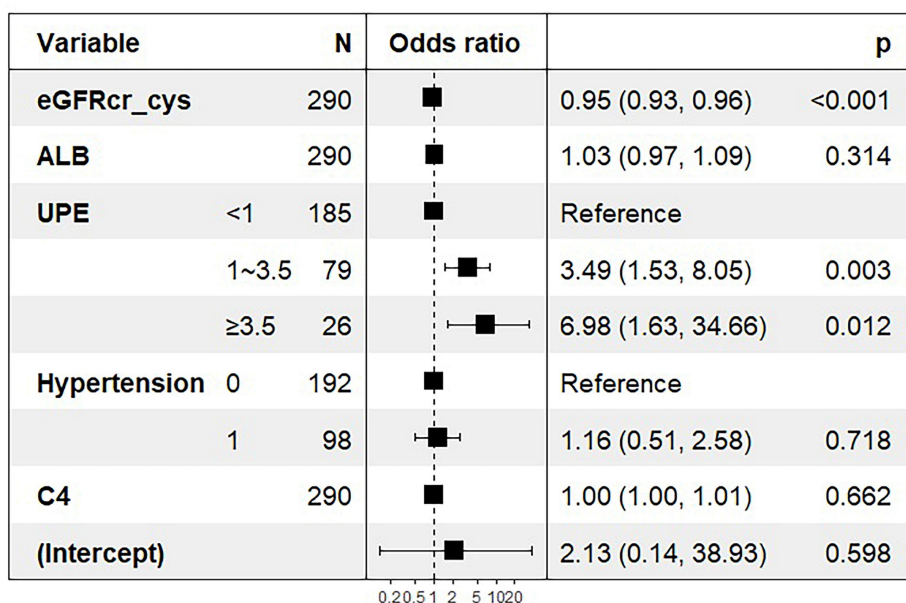 Variable N Odds ratio p
eGFRcr_cys 290 0.95 (0.93, 0.96) <0.001
ALB 290 1.03 (0.97, 1.09) 0.314
UPE <1 185 Reference
1~3.5 79 3.49 (1.53, 8.05) 0.003
≥3.5 26 6.98 (1.63, 34.66) 0.012
Hypertension 0 192 Reference
1 98 1.16 (0.51, 2.58) 0.718
C4 290 1.00 (1.00, 1.01) 0.662
(Intercept) 2.13 (0.14, 38.93) 0.598
0.2 0.5 1 2 5 10 20